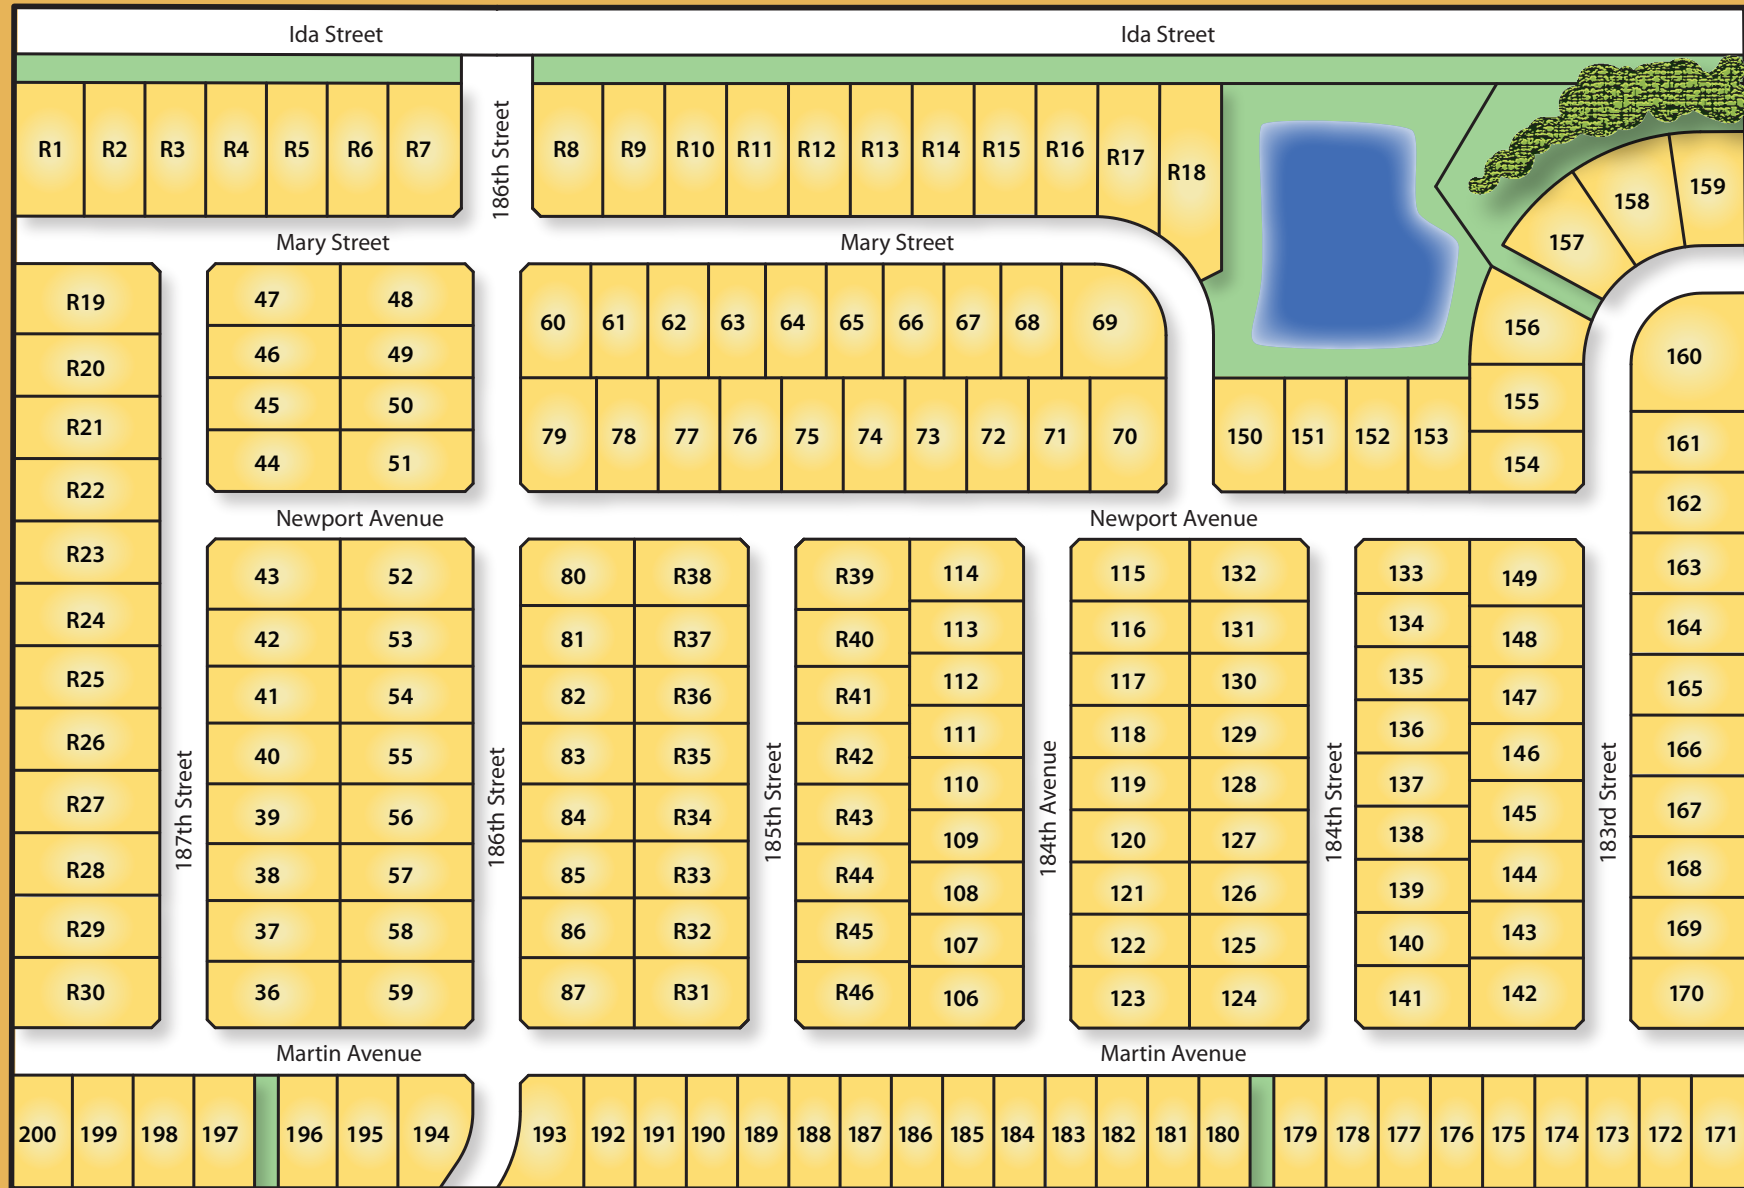 Ida Street
Ida Street
R1 R2 R3 R4 R5 R6 R7
186th Street
R8 R9 R10 R11 R12 R13 R14 R15 R16 R17 R18
157 158 159
Mary Street
Mary Street
R19
R20
R21
R22
R23
R24
R25
R26
R27
R28
R29
R30
187th Street
47 48
46 49
45 50
44 51
60 61 62 63 64 65 66 67 68 69
79 78 77 76 75 74 73 72 71 70
150 151 152 153
156
155
154
160
161
162
163
164
165
166
167
168
169
170
Newport Avenue
Newport Avenue
43 52
42 53
41 54
40 55
39 56
38 57
37 58
36 59
186th Street
80 R38
81 R37
82 R36
83 R35
84 R34
85 R33
86 R32
87 R31
185th Street
R39
R40
R41
R42
R43
R44
R45
R46
114
113
112
111
110
109
108
107
106
184th Avenue
115 132
116 131
117 130
118 129
119 128
120 127
121 126
122 125
123 124
184th Street
133
134
135
136
137
138
139
140
141
149
148
147
146
145
144
143
142
183rd Street
Martin Avenue
Martin Avenue
200 199 198 197 196 195 194
193 192 191 190 189 188 187 186 185 184 183 182 181 180 179 178 177 176 175 174 173 172 171